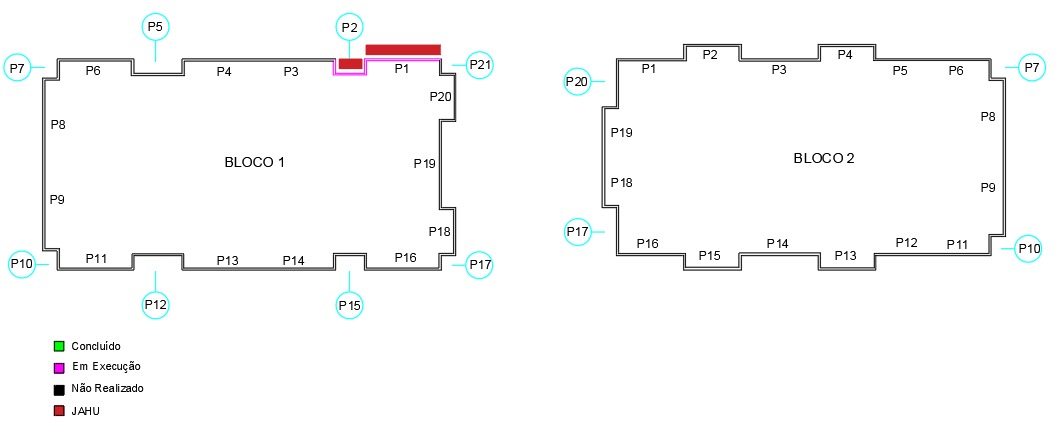 P5
P2
P7
P6
P4
P3
P1
P21
P20
P8
P19
BLOCO 1
P9
P18
P10
P11
P13
P14
P16
P17
P12
P15
P2
P4
P1
P3
P5
P6
P7
P20
P8
P19
BLOCO 2
P18
P9
P17
P16
P14
P12
P11
P10
P15
P13
Concluído
Em Execução
Não Realizado
JAHU